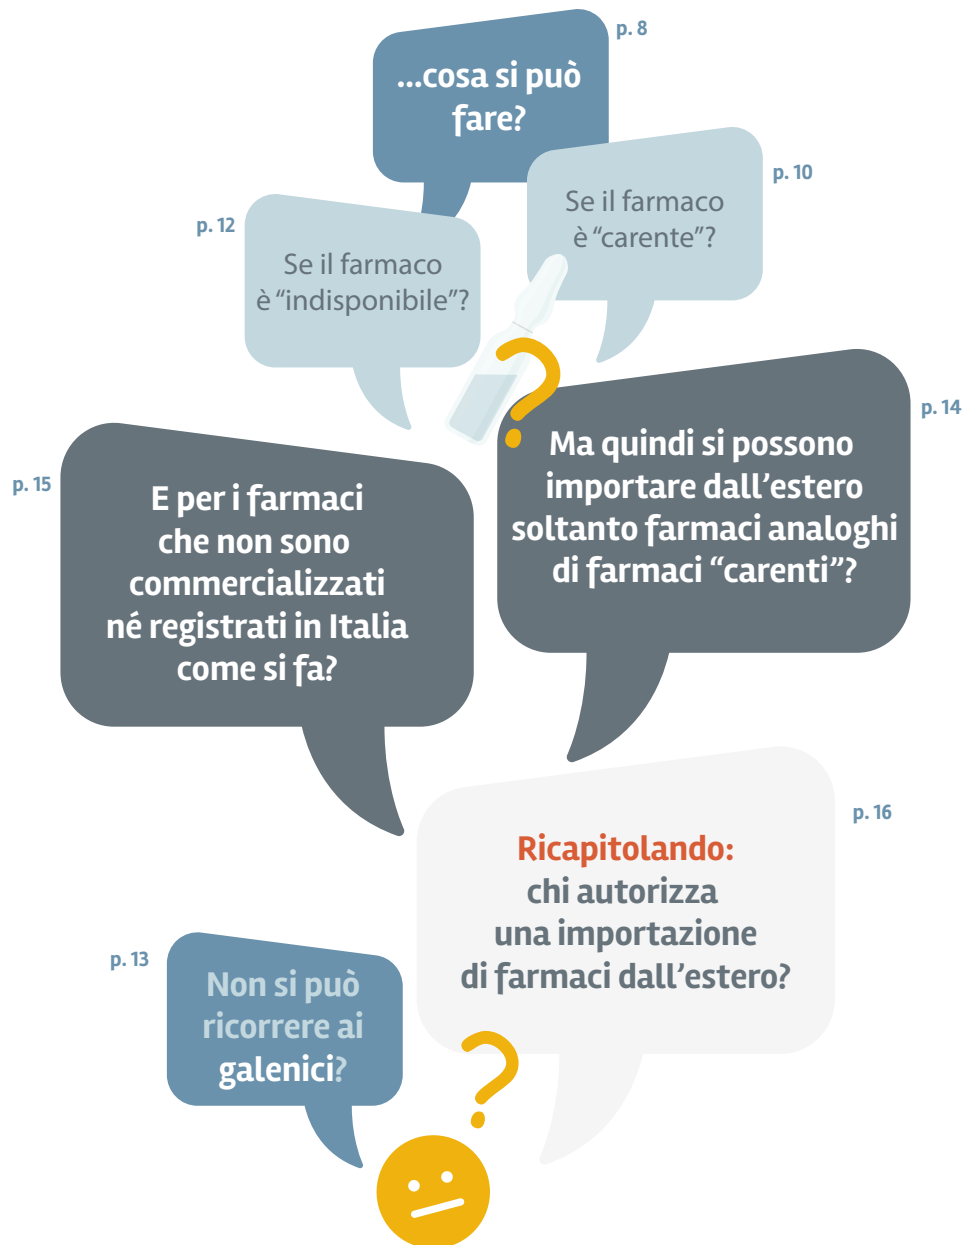 p. 8
...cosa si può
fare?
p. 10
Se il farmaco
è “carente”?
p. 12
Se il farmaco
è “indisponibile”?
p. 14
Ma quindi si possono
importare dall’estero
soltanto farmaci analoghi
di farmaci “carenti”?
p. 15
E per i farmaci
che non sono
commercializzati
né registrati in Italia
come si fa?
p. 16
Ricapitolando:
chi autorizza
una importazione
di farmaci dall’estero?
p. 13
Non si può
ricorrere ai
galenici?